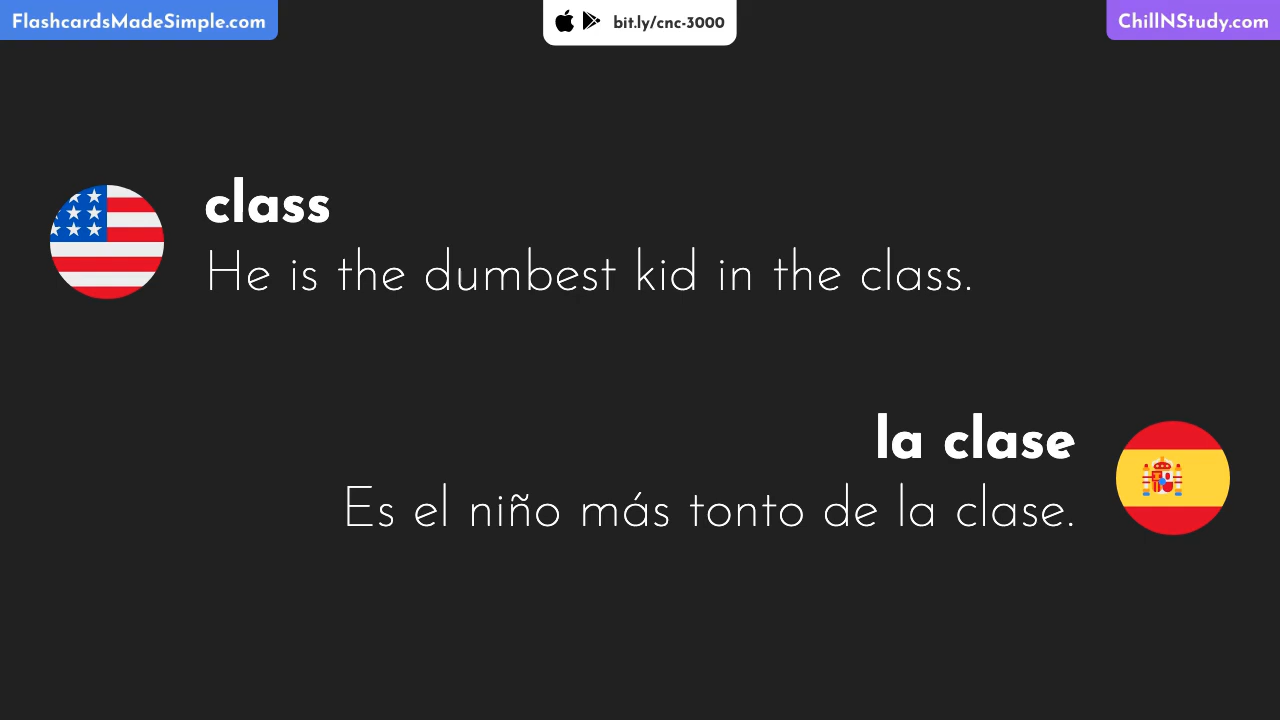 FlashcardsMadeSimple.com
bit.ly/cnc-3000
ChillNStudy.com
class
He is the dumbest kid in the class.
la clase
Es el niño más tonto de la clase.